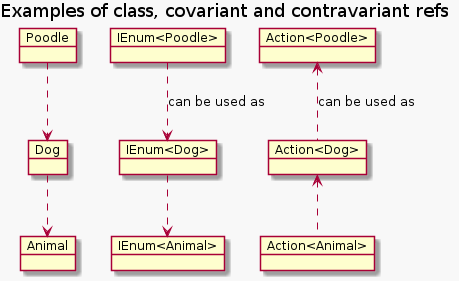 Examples of class, covariant and contravariant refs
Poodle
IEnum<Poodle>
Action<Poodle>
can be used as
can be used as
Dog
IEnum<Dog>
Action<Dog>
Animal
IEnum<Animal>
Action<Animal>